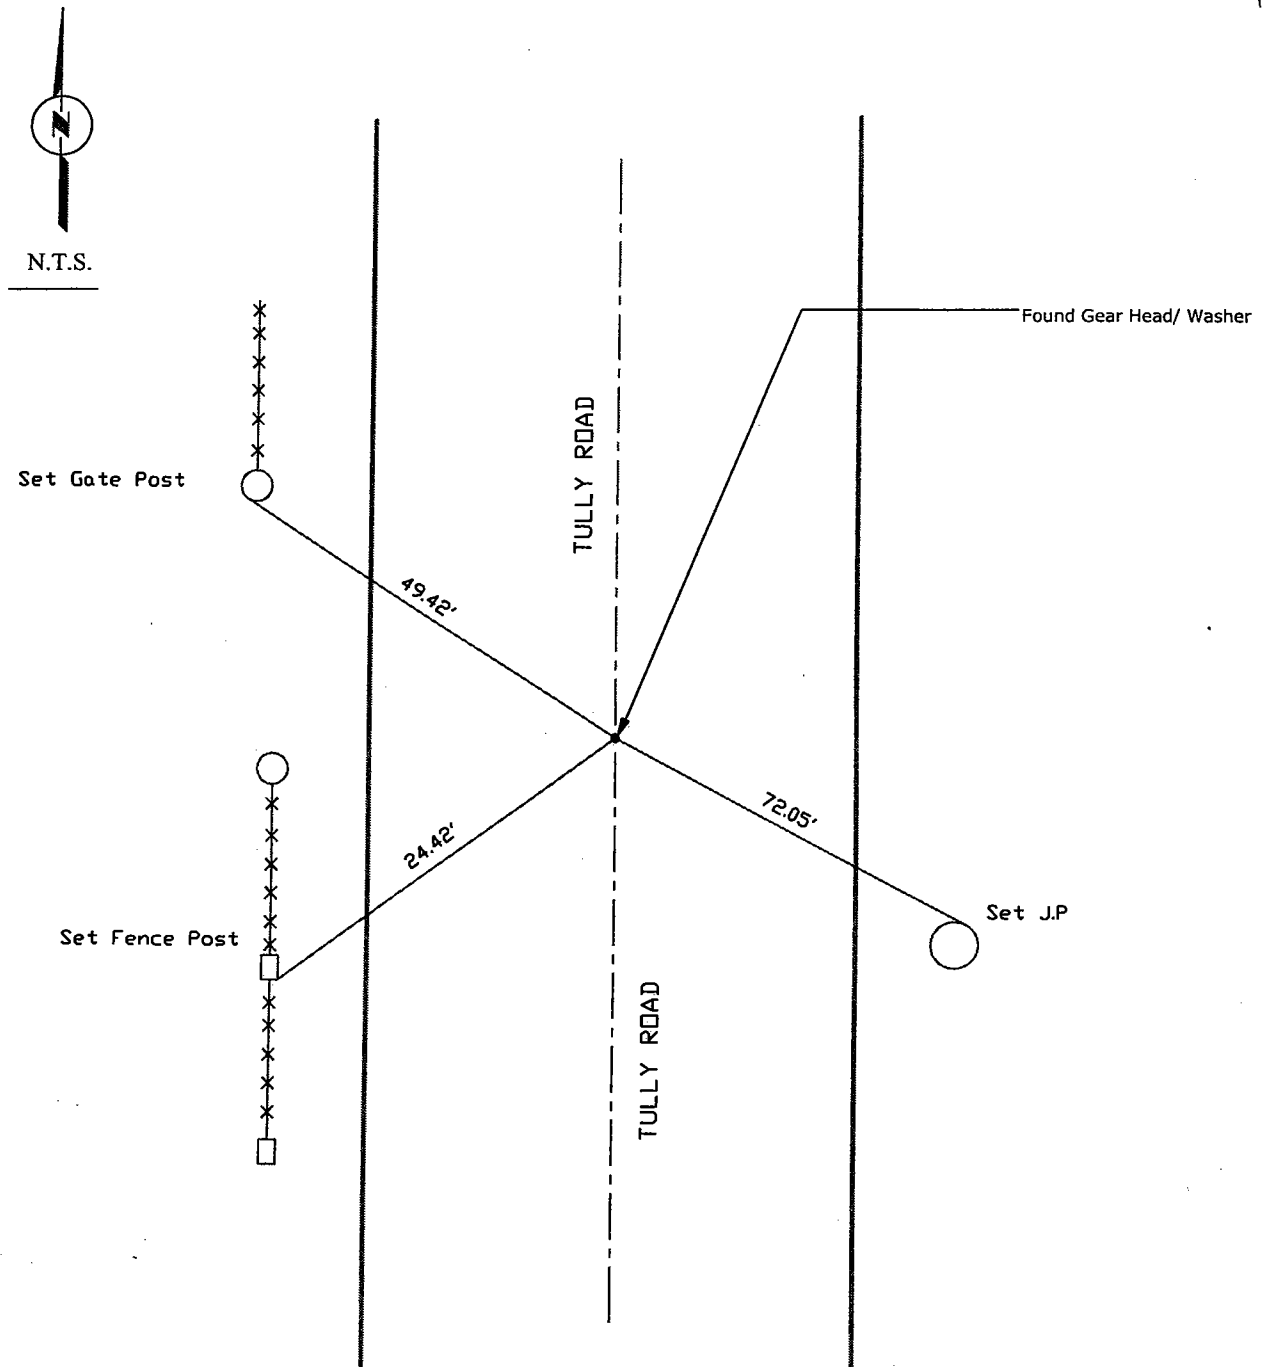 N
N.T.S.
Found Gear Head/ Washer
TULLY ROAD
Set Gate Post
49.42'
72.05'
24.42'
Set J.P
Set Fence Post
TULLY ROAD